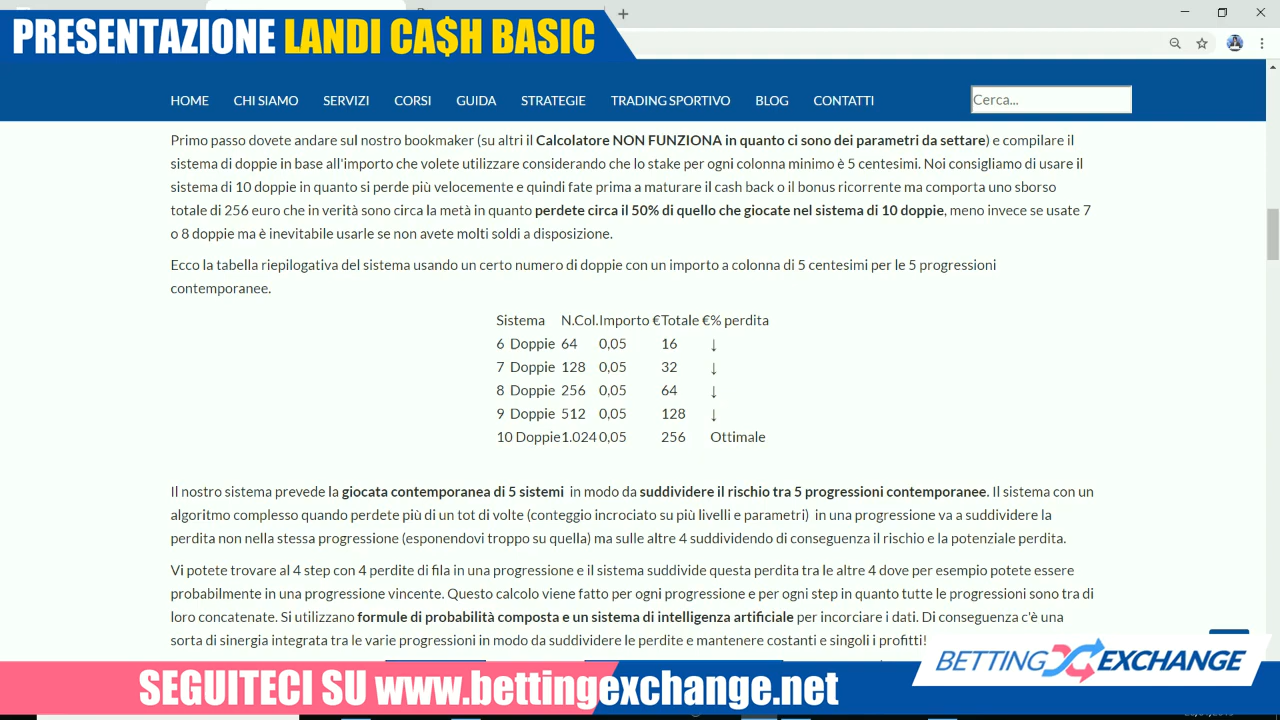 PRESENTAZIONE LANDI CA$H BASIC
HOME CHI SIAMO SERVIZI CORSI GUIDA STRATEGIE TRADING SPORTIVO BLOG CONTATTI
Cerca...
Primo passo dovete andare sul nostro bookmaker (su altri il Calcolatore NON FUNZIONA in quanto ci sono dei parametri da settare) e compilare il
sistema di doppie in base all'importo che volete utilizzare considerando che lo stake per ogni colonna minimo è 5 centesimi. Noi consigliamo di usare il
sistema di 10 doppie in quanto si perde più velocemente e quindi fate prima a maturare il cash back o il bonus ricorrente ma comporta uno sborso
totale di 256 euro che in verità sono circa la metà in quanto perdete circa il 50% di quello che giocate nel sistema di 10 doppie, meno invece se usate 7
o 8 doppie ma è inevitabile usarle se non avete molti soldi a disposizione.
Ecco la tabella riepilogativa del sistema usando un certo numero di doppie con un importo a colonna di 5 centesimi per le 5 progressioni
contemporanee.
Sistema N.Col. Importo € Totale € % perdita
6 Doppie 64 0,05 16 ↓
7 Doppie 128 0,05 32 ↓
8 Doppie 256 0,05 64 ↓
9 Doppie 512 0,05 128 ↓
10 Doppie 1.024 0,05 256 Ottimale
Il nostro sistema prevede la giocata contemporanea di 5 sistemi in modo da suddividere il rischio tra 5 progressioni contemporanee. Il sistema con un
algoritmo complesso quando perdete più di un tot di volte (conteggio incrociato su più livelli e parametri) in una progressione va a suddividere la
perdita non nella stessa progressione (esponendovi troppo su quella) ma sulle altre 4 suddividendo di conseguenza il rischio e la potenziale perdita.
Vi potete trovare al 4 step con 4 perdite di fila in una progressione e il sistema suddivide questa perdita tra le altre 4 dove per esempio potete essere
probabilmente in una progressione vincente. Questo calcolo viene fatto per ogni progressione e per ogni step in quanto tutte le progressioni sono tra di
loro concatenate. Si utilizzano formule di probabilità composta e un sistema di intelligenza artificiale per incorciare i dati. Di conseguenza c'è una
sorta di sinergia integrata tra le varie progressioni in modo da suddividere le perdite e mantenere costanti e singoli i profitti!
SEGUITECI SU www.bettingexchange.net
BETTING EXCHANGE